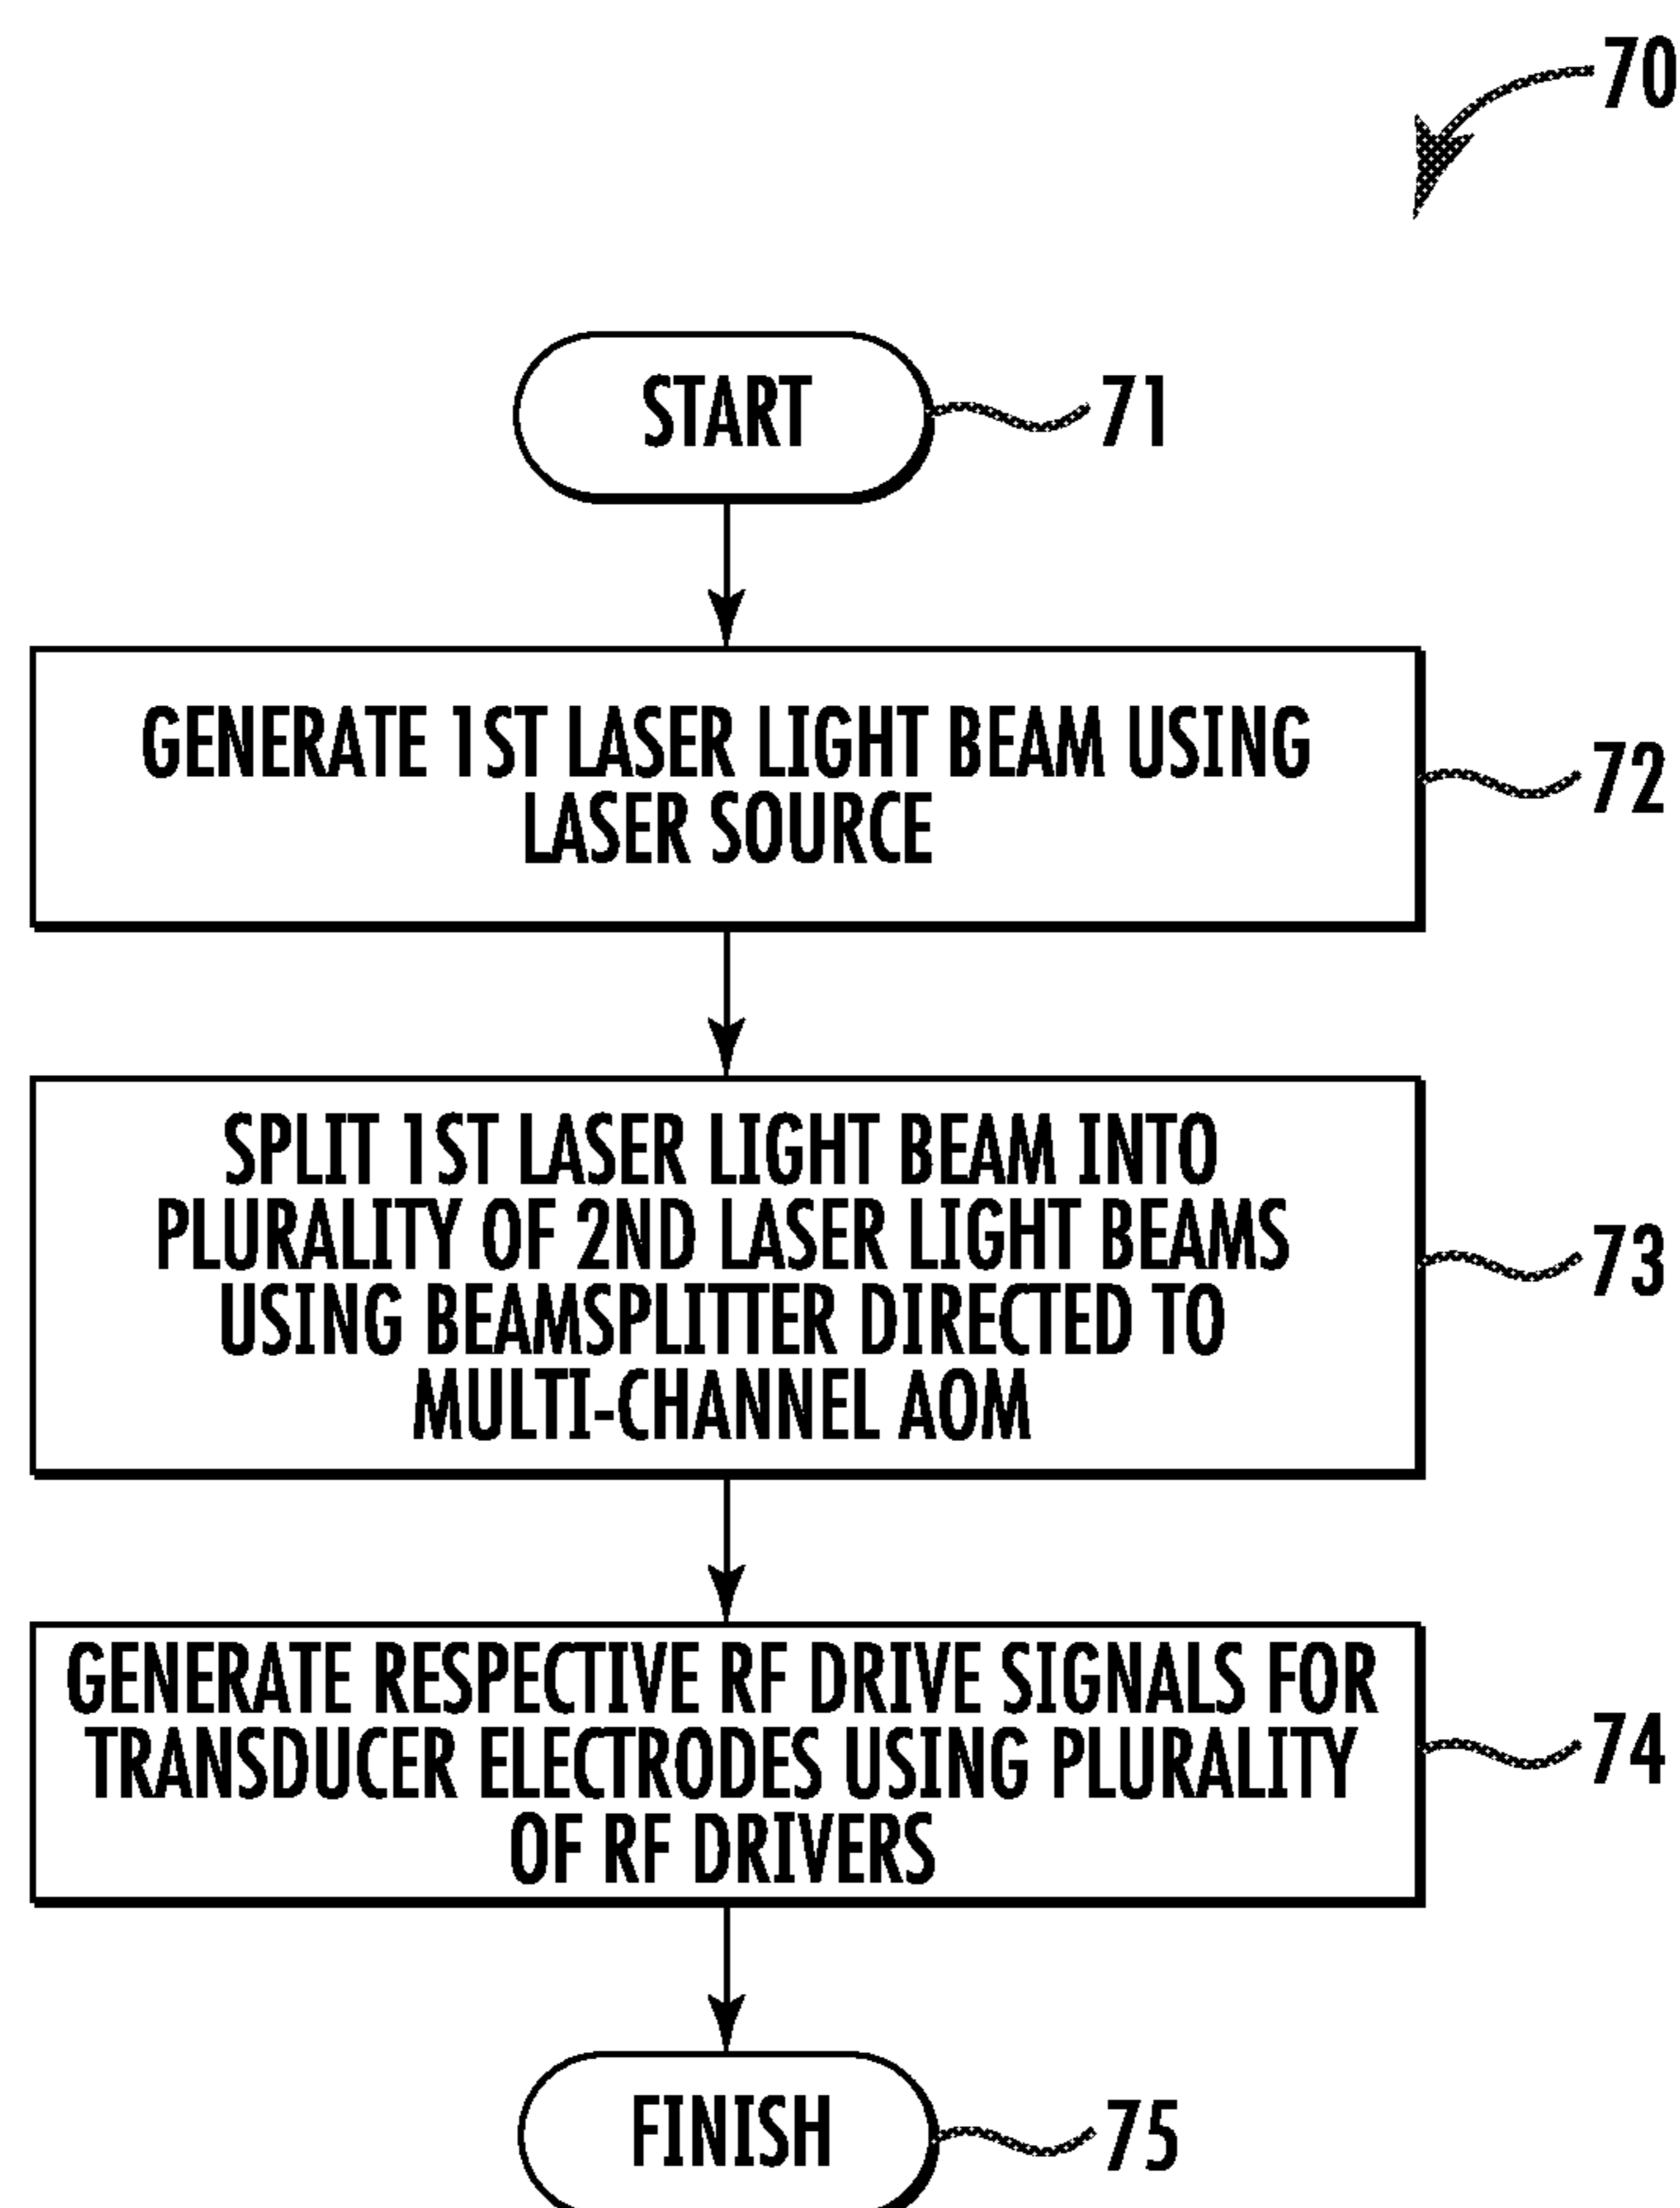 70
START
71
GENERATE 1ST LASER LIGHT BEAM USING
LASER SOURCE
72
SPLIT 1ST LASER LIGHT BEAM INTO
PLURALITY OF 2ND LASER LIGHT BEAMS
USING BEAMSPLITTER DIRECTED TO
MULTI-CHANNEL AOM
73
GENERATE RESPECTIVE RF DRIVE SIGNALS FOR
TRANSDUCER ELECTRODES USING PLURALITY
OF RF DRIVERS
74
FINISH
75